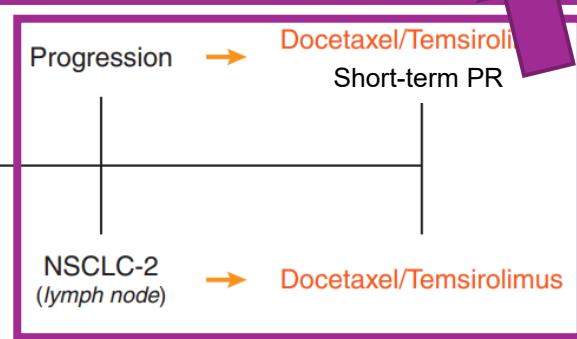 Progression → Docetaxel/Temsiroli
Short-term PR
NSCLC-2 → Docetaxel/Temsirolimus
(lymph node)